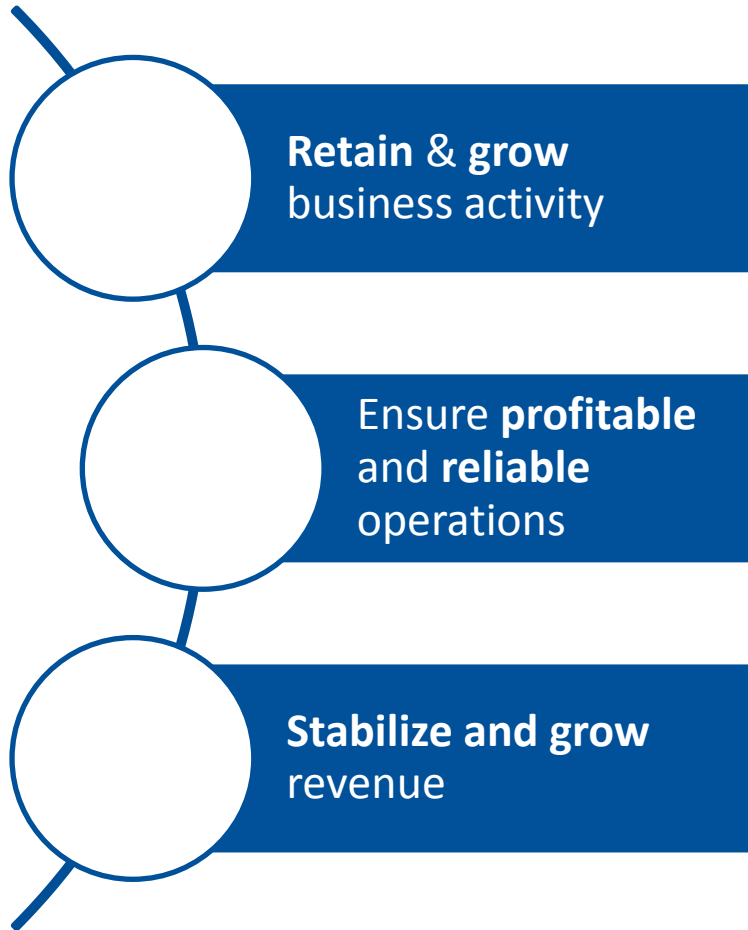 Retain & grow
business activity
Ensure profitable
and reliable
operations
Stabilize and grow
revenue